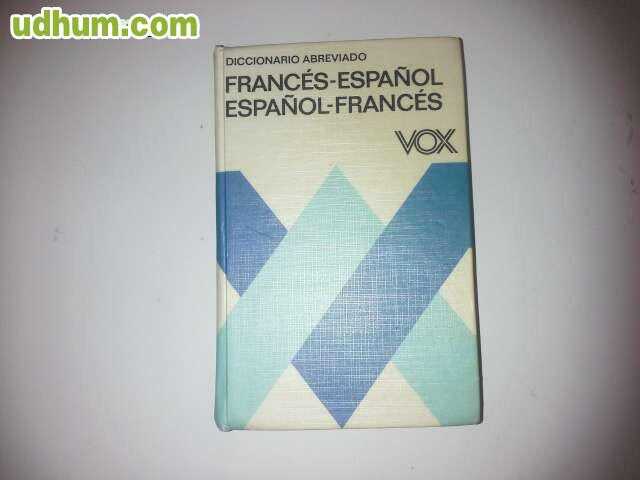 udhum.com
DICCIONARIO ABREVIADO
FRANCÉS-ESPAÑOL
ESPAÑOL-FRANCÉS
VOX